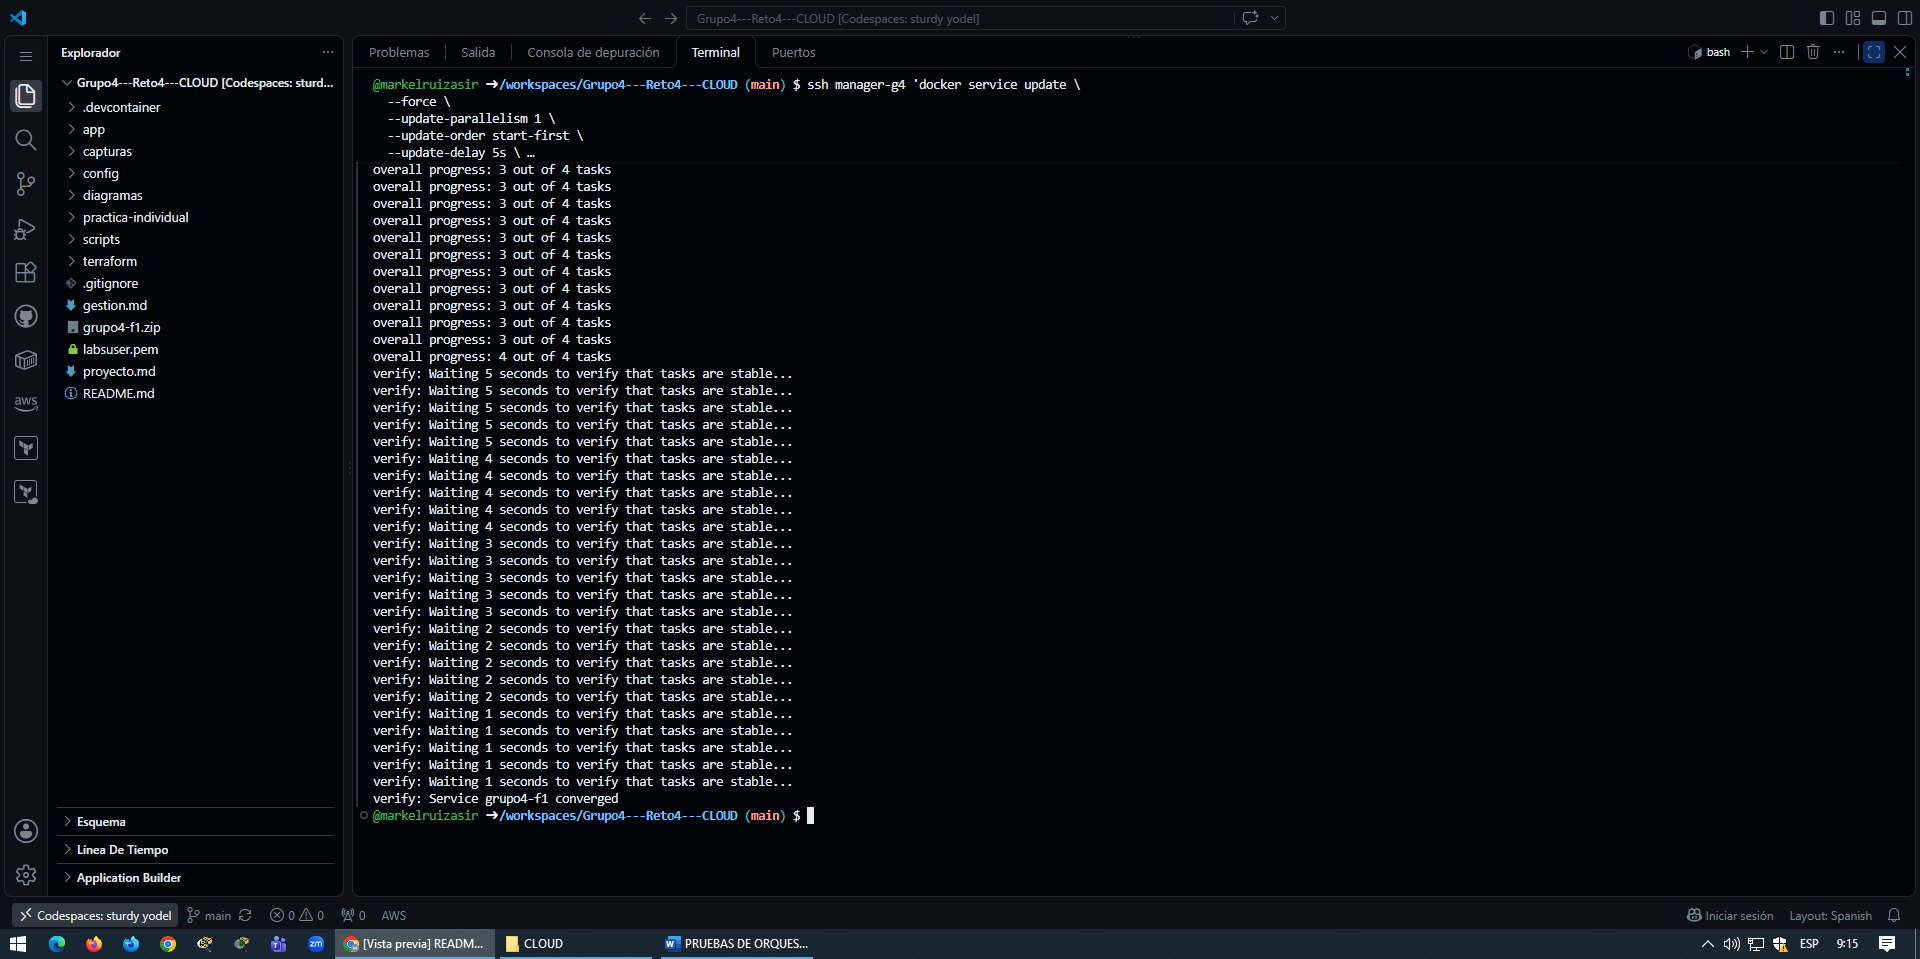 Grupo4---Reto4---CLOUD [Codespaces: sturdy yodel]
Explorador
Grupo4---Reto4---CLOUD [Codespaces: sturd...
.devcontainer
app
capturas
config
diagramas
practica-individual
scripts
terraform
.gitignore
gestion.md
grupo4-f1.zip
labsuser.pem
proyecto.md
README.md
aws
Esquema
Línea De Tiempo
Application Builder
Problemas
Salida
Consola de depuración
Terminal
Puertos
bash
@markelruizasir ➜/workspaces/Grupo4---Reto4---CLOUD (main) $ ssh manager-g4 'docker service update \
--force \
--update-parallelism 1 \
--update-order start-first \
--update-delay 5s \ …
overall progress: 3 out of 4 tasks
overall progress: 3 out of 4 tasks
overall progress: 3 out of 4 tasks
overall progress: 3 out of 4 tasks
overall progress: 3 out of 4 tasks
overall progress: 3 out of 4 tasks
overall progress: 3 out of 4 tasks
overall progress: 3 out of 4 tasks
overall progress: 3 out of 4 tasks
overall progress: 3 out of 4 tasks
overall progress: 3 out of 4 tasks
overall progress: 4 out of 4 tasks
verify: Waiting 5 seconds to verify that tasks are stable...
verify: Waiting 5 seconds to verify that tasks are stable...
verify: Waiting 5 seconds to verify that tasks are stable...
verify: Waiting 5 seconds to verify that tasks are stable...
verify: Waiting 5 seconds to verify that tasks are stable...
verify: Waiting 4 seconds to verify that tasks are stable...
verify: Waiting 4 seconds to verify that tasks are stable...
verify: Waiting 4 seconds to verify that tasks are stable...
verify: Waiting 4 seconds to verify that tasks are stable...
verify: Waiting 4 seconds to verify that tasks are stable...
verify: Waiting 3 seconds to verify that tasks are stable...
verify: Waiting 3 seconds to verify that tasks are stable...
verify: Waiting 3 seconds to verify that tasks are stable...
verify: Waiting 3 seconds to verify that tasks are stable...
verify: Waiting 3 seconds to verify that tasks are stable...
verify: Waiting 2 seconds to verify that tasks are stable...
verify: Waiting 2 seconds to verify that tasks are stable...
verify: Waiting 2 seconds to verify that tasks are stable...
verify: Waiting 2 seconds to verify that tasks are stable...
verify: Waiting 2 seconds to verify that tasks are stable...
verify: Waiting 1 seconds to verify that tasks are stable...
verify: Waiting 1 seconds to verify that tasks are stable...
verify: Waiting 1 seconds to verify that tasks are stable...
verify: Waiting 1 seconds to verify that tasks are stable...
verify: Waiting 1 seconds to verify that tasks are stable...
verify: Service grupo4-f1 converged
@markelruizasir ➜/workspaces/Grupo4---Reto4---CLOUD (main) $
Codespaces: sturdy yodel
main
0
0
0
AWS
Iniciar sesión
Layout: Spanish
zm
[Vista previa] READM...
CLOUD
PRUEBAS DE ORQUES...
ESP
9:15